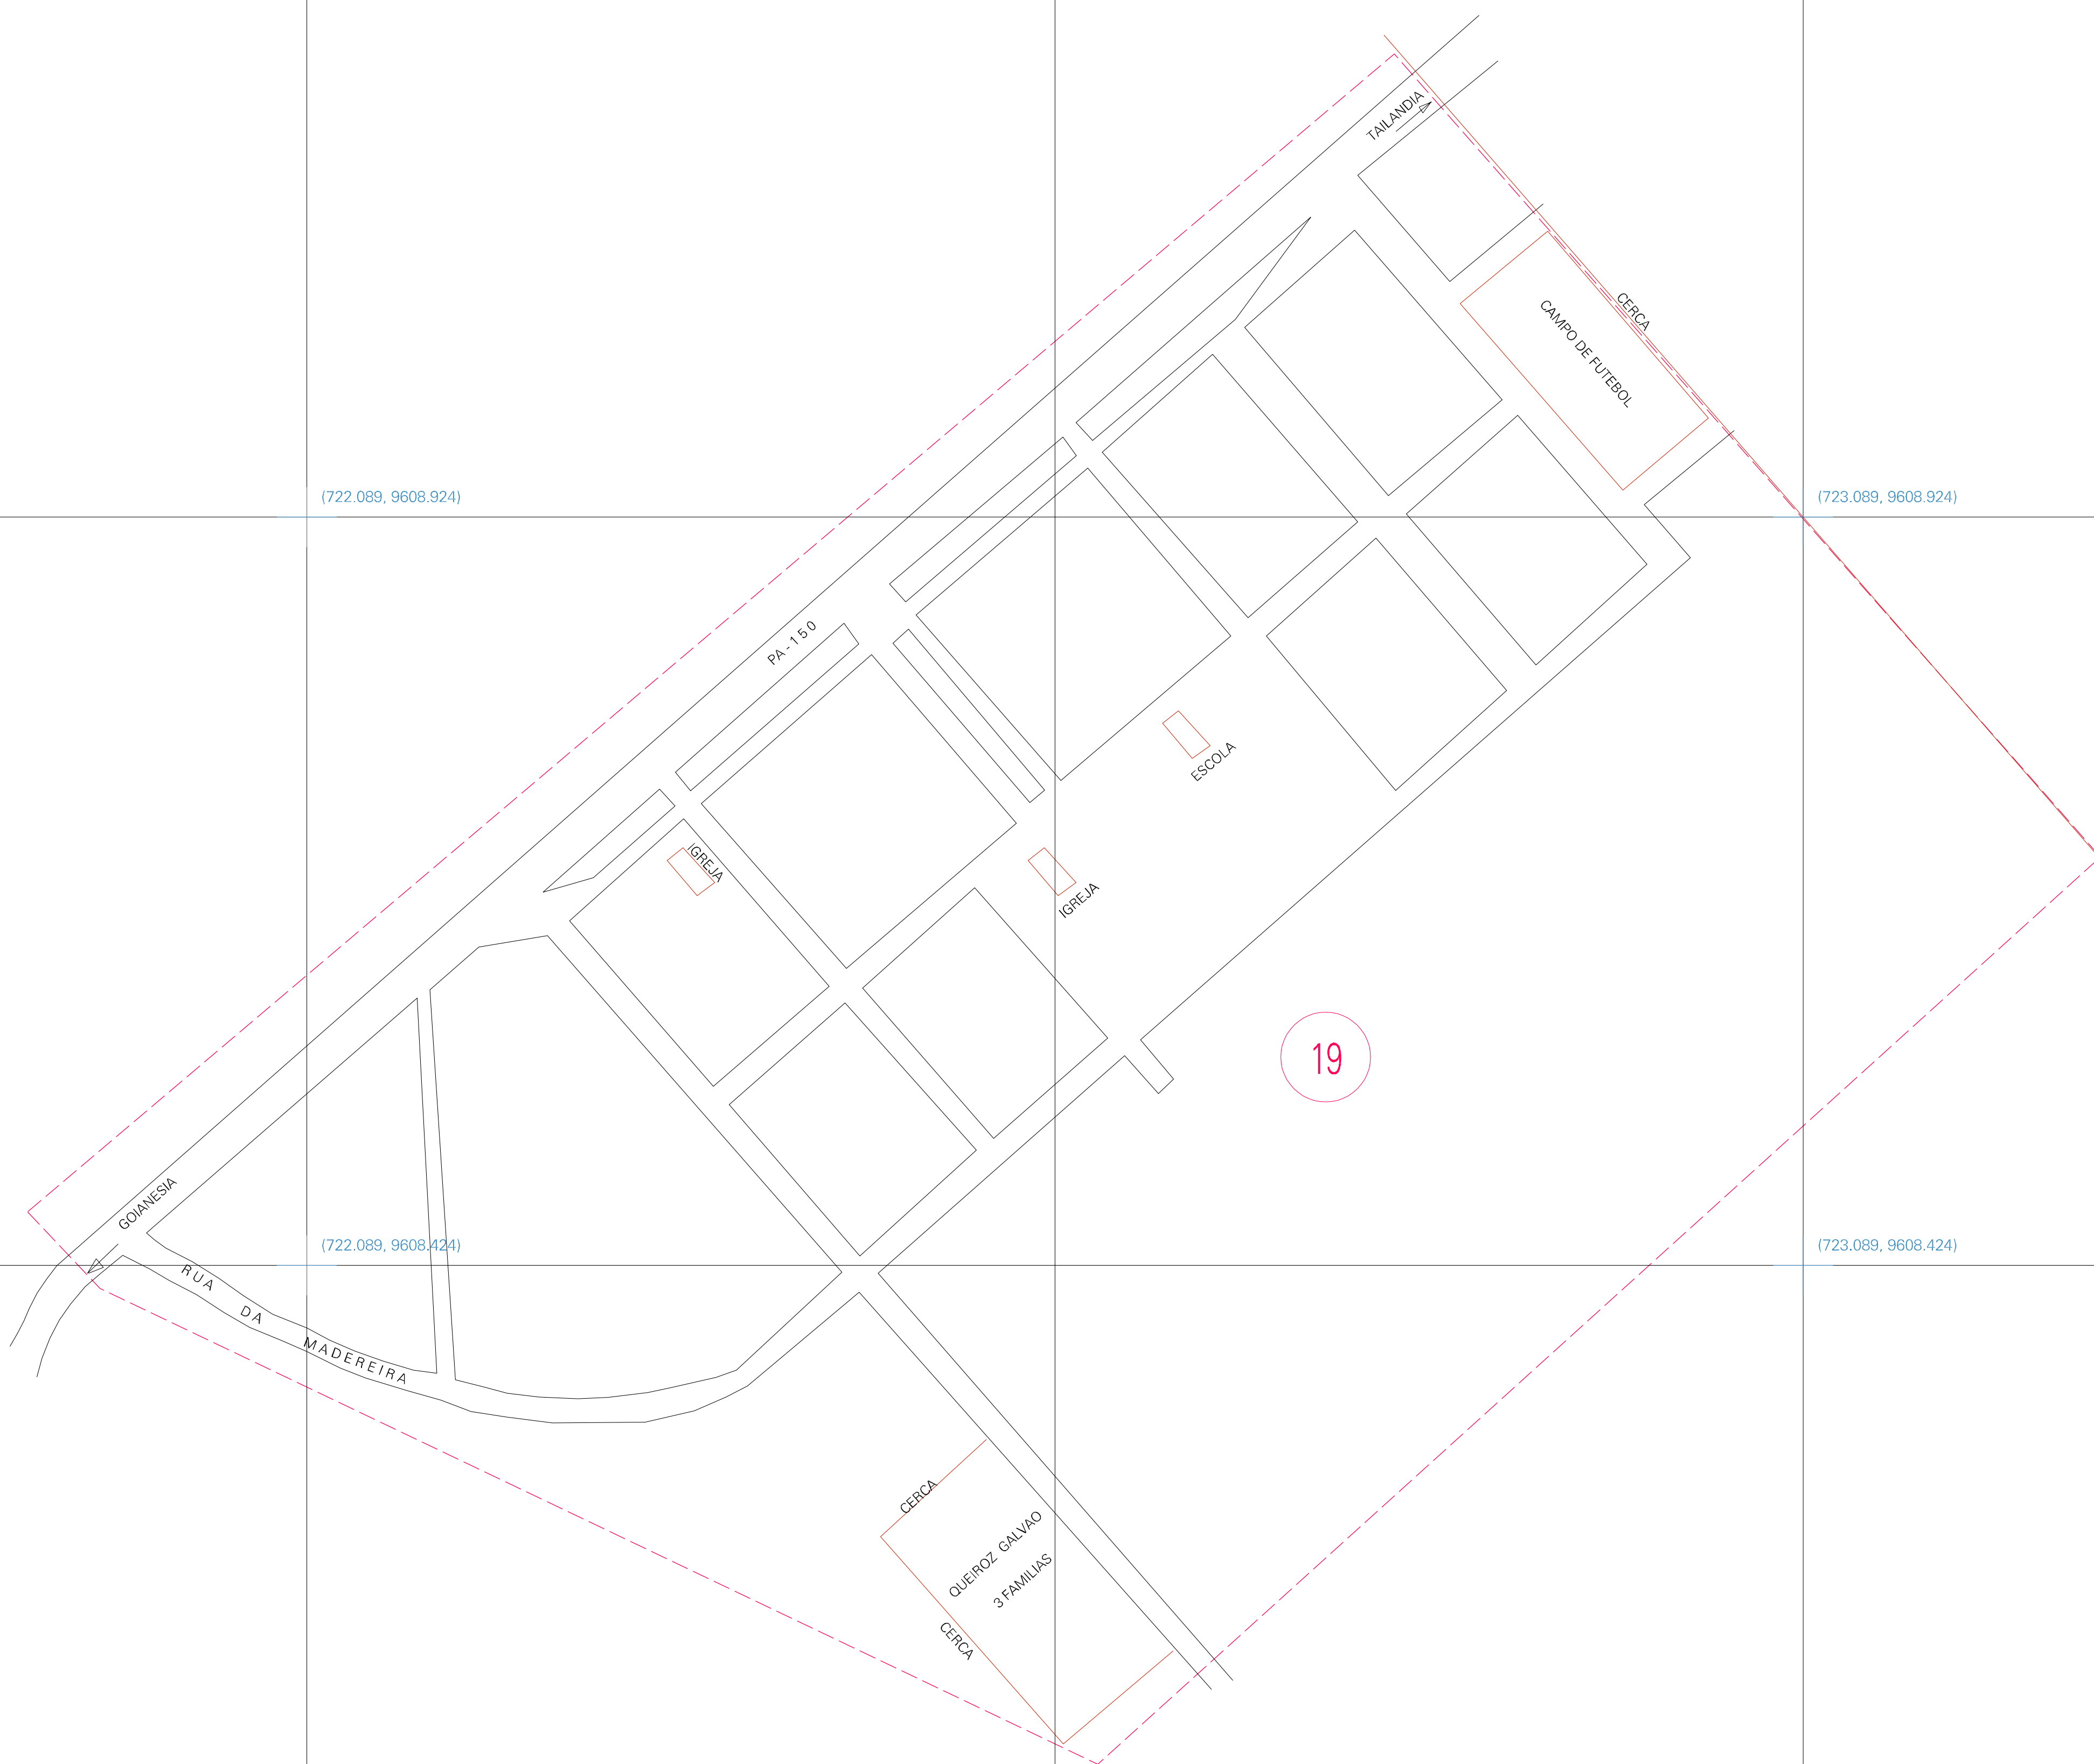 TAILANDIA
CERCA
CAMPO DE FUTEBOL
(722.089, 9608.924)
(723.089, 9608.924)
PA-150
ESCOLA
IGREJA
IGREJA
19
GOIANESIA
(722.089, 9608.424)
(723.089, 9608.424)
RUA DA MADEREIRA
CERCA
QUEIROZ GALVAO
3 FAMILIAS
CERCA